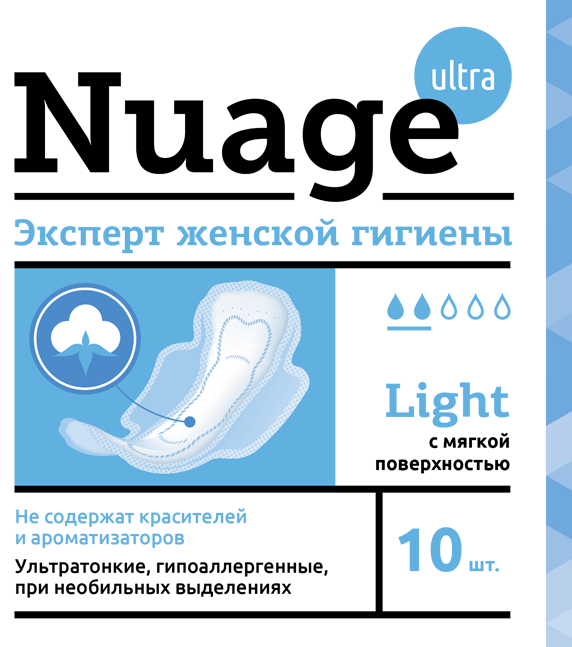 ultra
Nuage
Эксперт женской гигиены
Light
с мягкой
поверхностью
Не содержат красителей
и ароматизаторов
Ультратонкие, гипоаллергенные,
при необильных выделениях
10 шт.